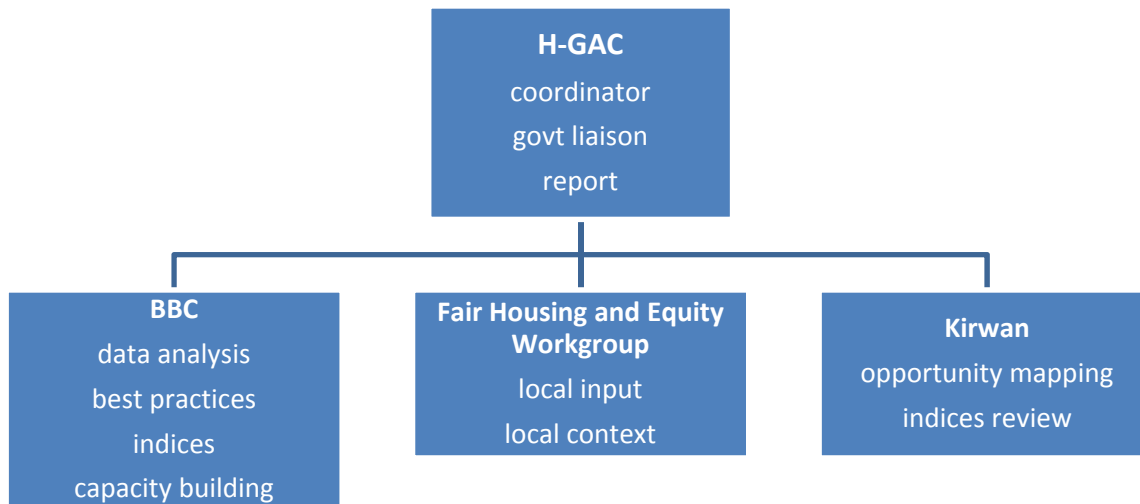 H-GAC
coordinator
govt liaison
report
BBC
data analysis
best practices
indices
capacity building
Fair Housing and Equity
Workgroup
local input
local context
Kirwan
opportunity mapping
indices review